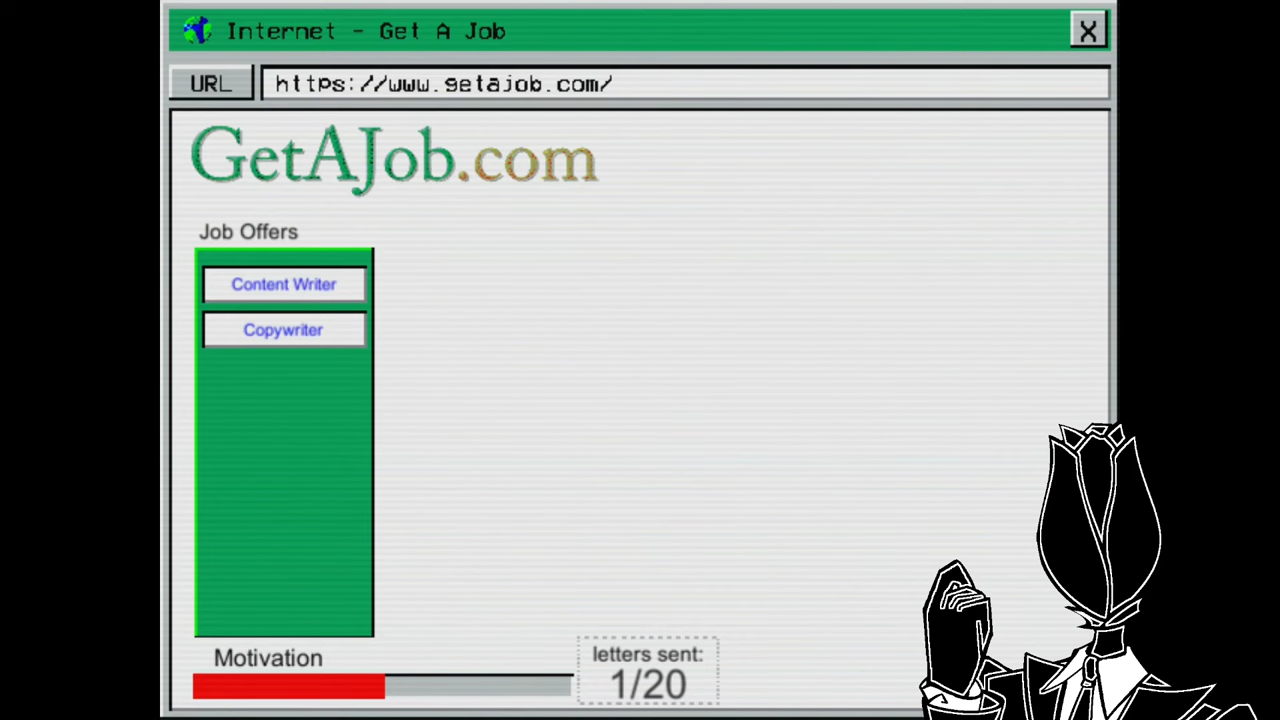 Internet - Get A Job
X
URL
https://www.getajob.com/
GetAJob.com
Job Offers
Content Writer
Copywriter
Motivation
letters sent:
1/20